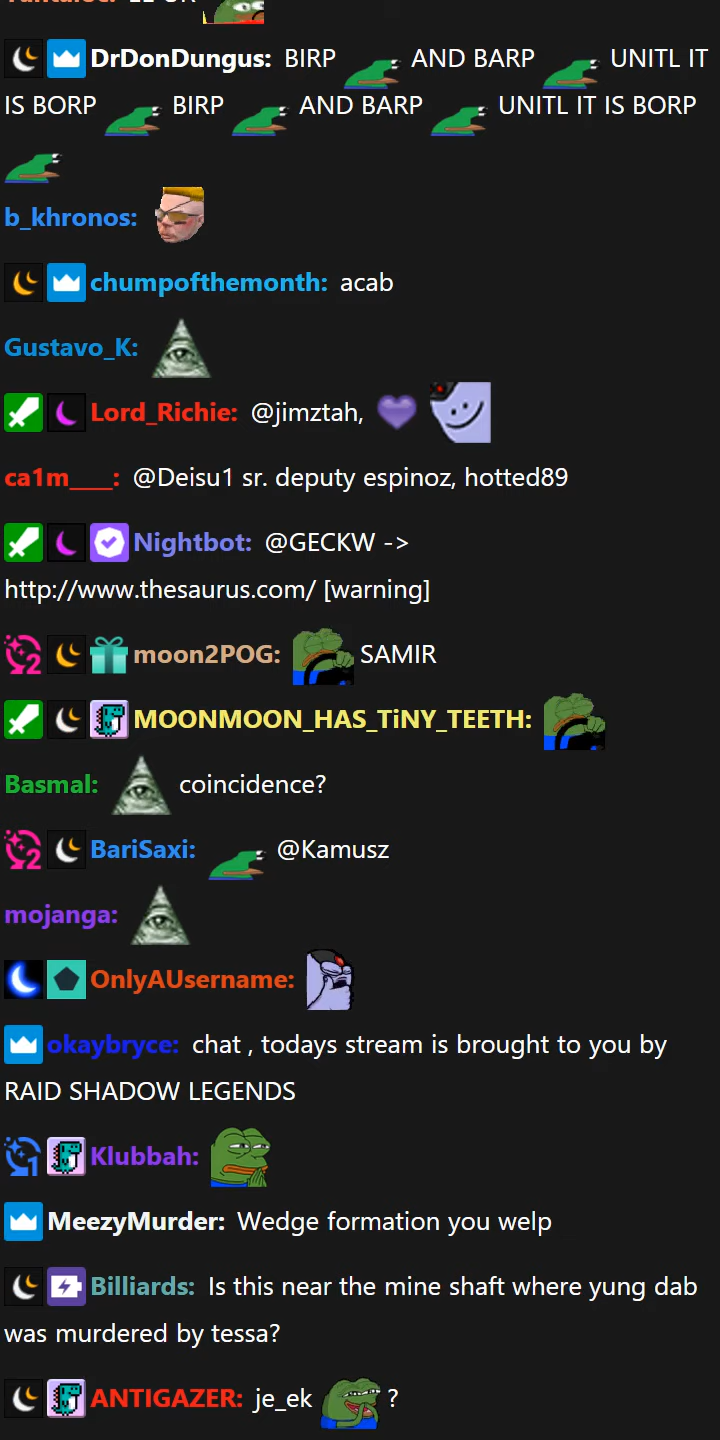 DrDonDungus: BIRP AND BARP UNITL IT
IS BORP BIRP AND BARP UNITL IT IS BORP
b_khronos:
chumpofthemonth: acab
Gustavo_K:
Lord_Richie: @jimztah,
ca1m____: @Deisu1 sr. deputy espinoz, hotted89
Nightbot: @GECKW ->
http://www.thesaurus.com/ [warning]
2 moon2POG: SAMIR
MOONMOON_HAS_TiNY_TEETH:
Basmal: coincidence?
2 BariSaxi: @Kamusz
mojanga:
OnlyAUsername:
okaybryce: chat , todays stream is brought to you by
RAID SHADOW LEGENDS
1 Klubbah:
MeezyMurder: Wedge formation you welp
Billiards: Is this near the mine shaft where yung dab
was murdered by tessa?
ANTIGAZER: je_ek ?